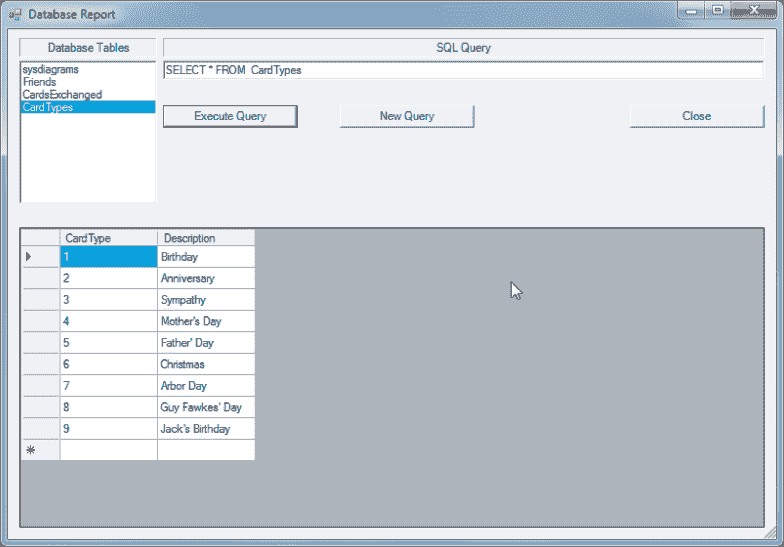 Database Report
Database Tables
SQL Query
sysdiagrams
Friends
CardsExchanged
CardTypes
SELECT * FROM  CardTypes
Execute Query
New Query
Close
CardType Description
1 Birthday
2 Anniversary
3 Sympathy
4 Mother's Day
5 Father' Day
6 Christmas
7 Arbor Day
8 Guy Fawkes' Day
9 Jack's Birthday